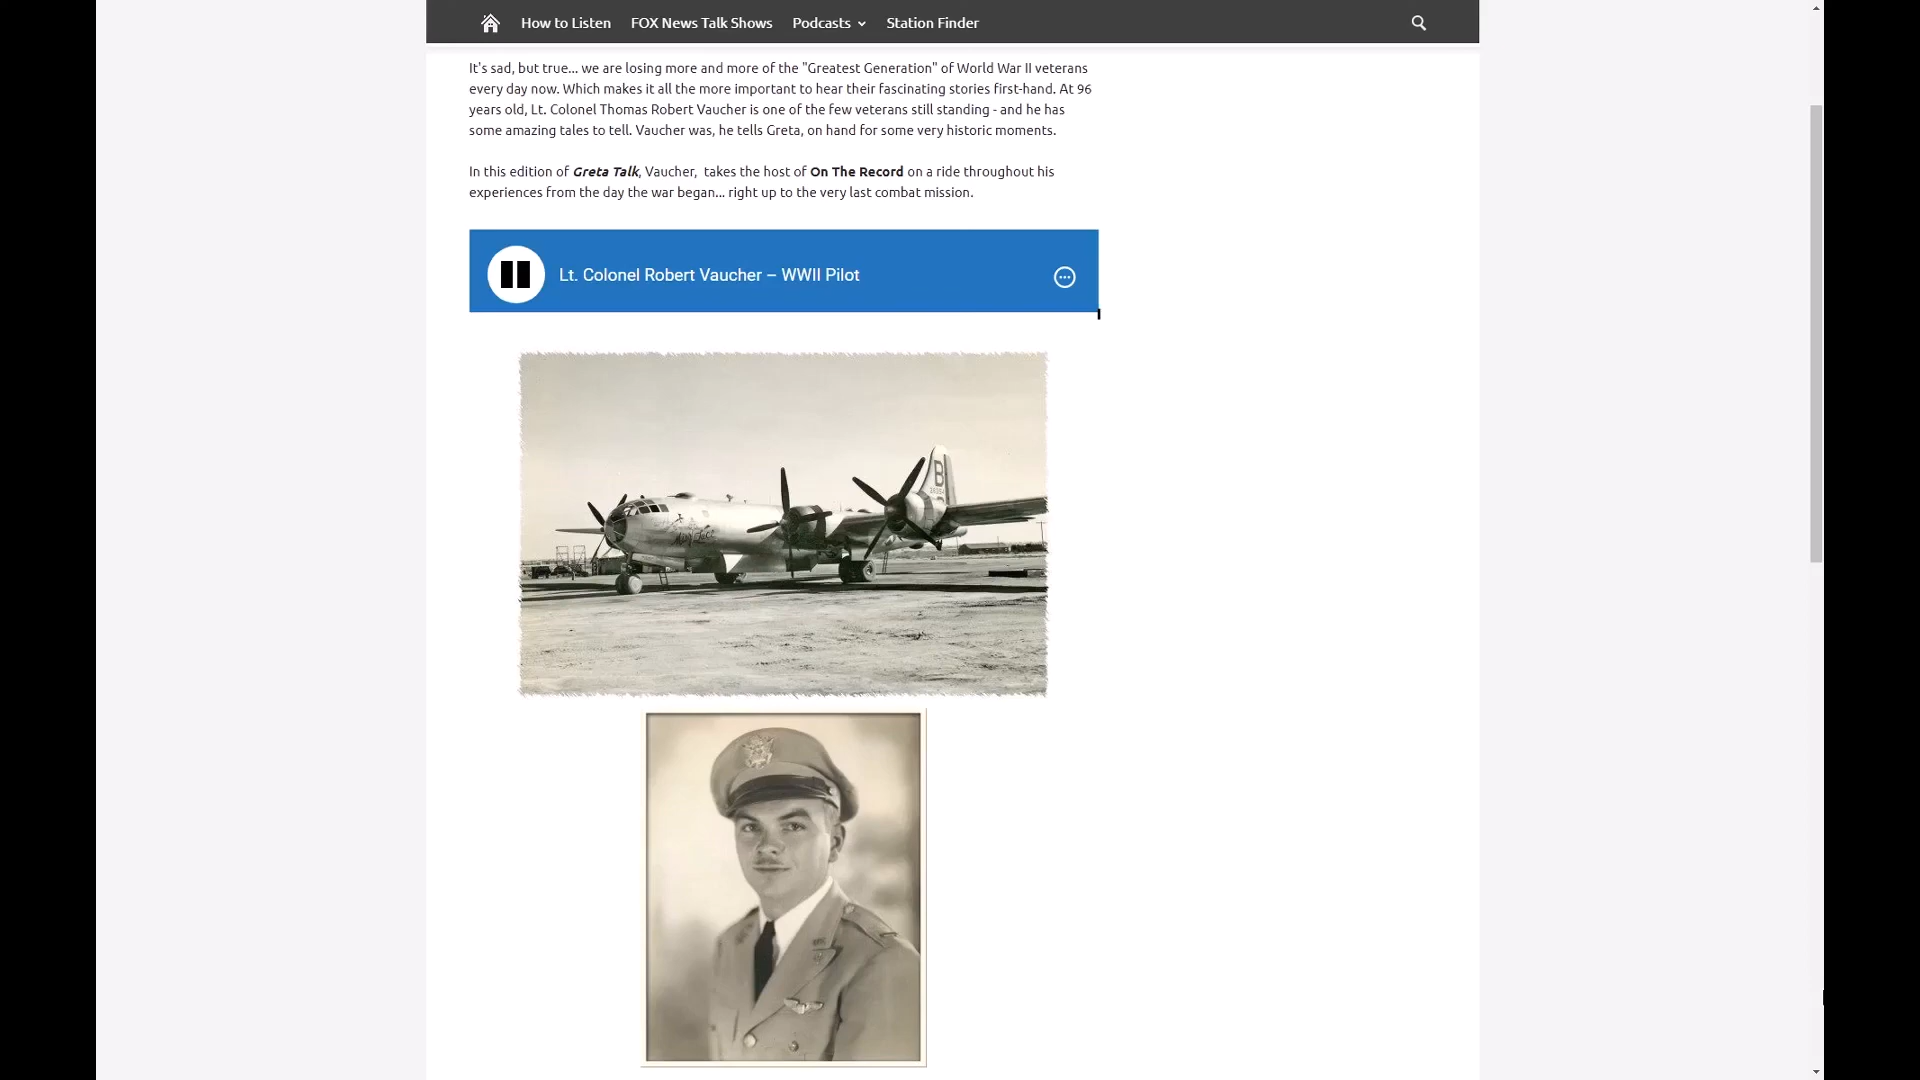 How to Listen FOX News Talk Shows Podcasts Station Finder
It's sad, but true... we are losing more and more of the "Greatest Generation" of World War II veterans
every day now. Which makes it all the more important to hear their fascinating stories first-hand. At 96
years old, Lt. Colonel Thomas Robert Vaucher is one of the few veterans still standing - and he has
some amazing tales to tell. Vaucher was, he tells Greta, on hand for some very historic moments.
In this edition of Greta Talk, Vaucher,  takes the host of On The Record on a ride throughout his
experiences from the day the war began... right up to the very last combat mission.
Lt. Colonel Robert Vaucher – WWII Pilot
B